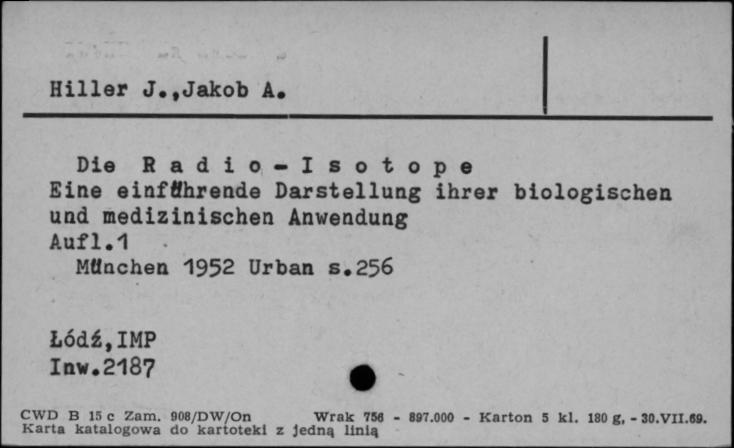 Hiller J.,Jakob A.
Die Radio-Isotope
Eine einführende Darstellung ihrer biologischen
und medizinischen Anwendung
Aufl.1
München 1952 Urban s.256
Łódź,IMP
Inw.2187
CWD B 15 c Zam. 908/DW/On Wrak 756 - 897.000 - Karton 5 kl. 180 g, - 30.VII.69.
Karta katalogowa do kartoteki z jedną linią